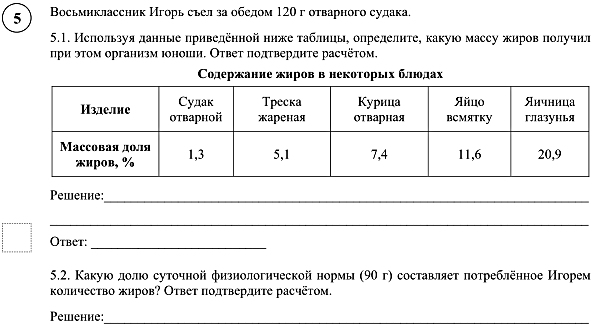 5
Восьмиклассник Игорь съел за обедом 120 г отварного судака.
5.1. Используя данные приведённой ниже таблицы, определите, какую массу жиров получил
при этом организм юноши. Ответ подтвердите расчётом.
Содержание жиров в некоторых блюдах
Изделие Судак отварной Треска жареная Курица отварная Яйцо всмятку Яичница глазунья
Массовая доля жиров, % 1,3 5,1 7,4 11,6 20,9
Решение:
Ответ:
5.2. Какую долю суточной физиологической нормы (90 г) составляет потреблённое Игорем
количество жиров? Ответ подтвердите расчётом.
Решение: